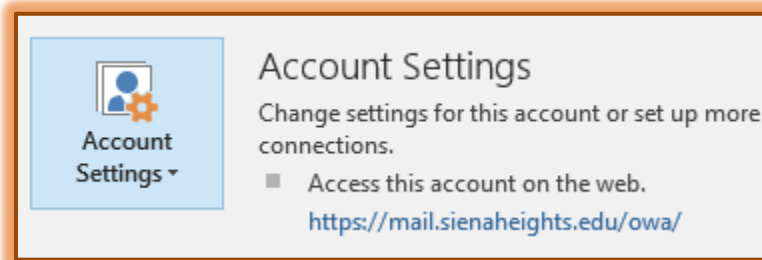 Account
Settings
Account Settings
Change settings for this account or set up more
connections.
Access this account on the web.
https://mail.sienaheights.edu/owa/